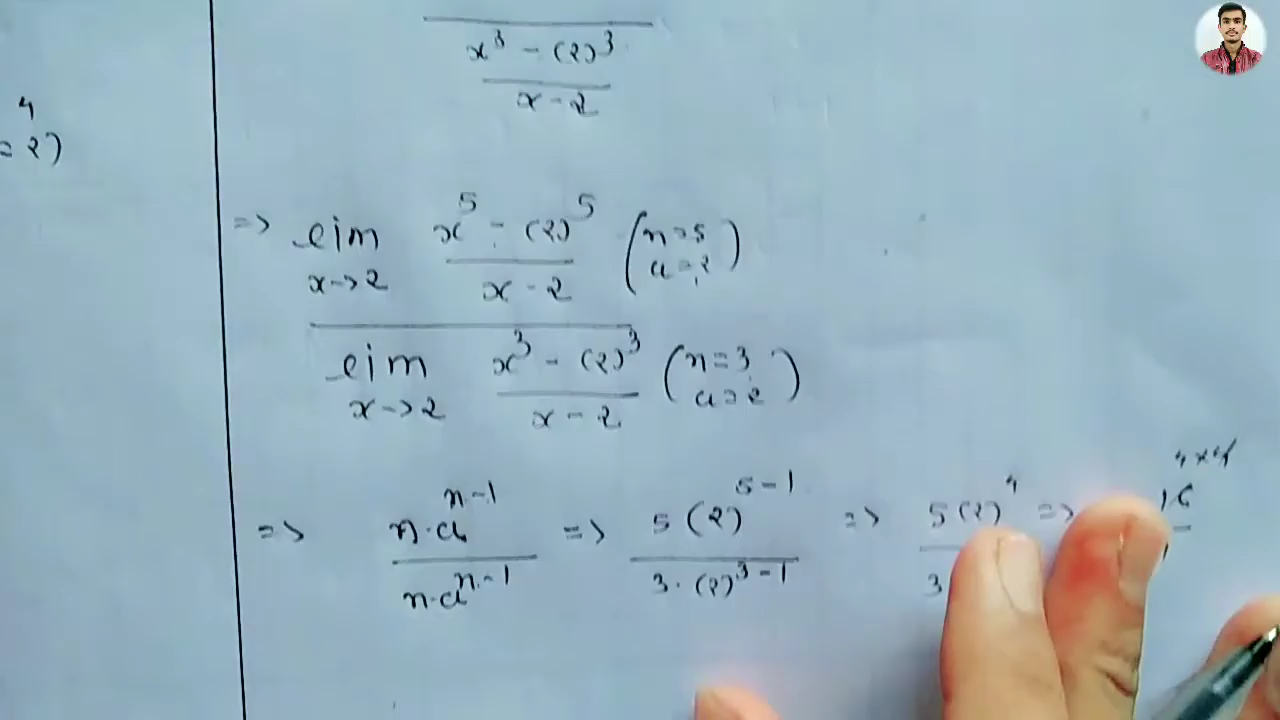 x³ - (2)³
x - 2
4
= 2)
=> lim x⁵ - (2)⁵ (n=5
x->2 x - 2 a=2)
lim x³ - (2)³ (n=3
x->2 x - 2 a=2)
=> n·a^n-1 => 5(2)^5-1 => 5(2)⁴ => 16 4×4
n·a^n-1 3·(2)^3-1 3